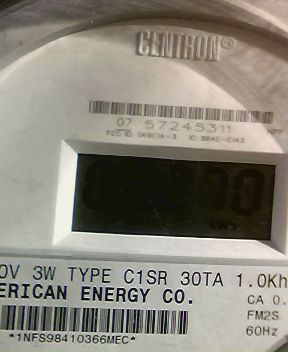 CENTRON®
07 57245311
0V 3W TYPE C1SR 30TA 1.0Kh
ERICAN ENERGY CO.
CA 0.
FM2S
60Hz
*1NFS98410366MEC*